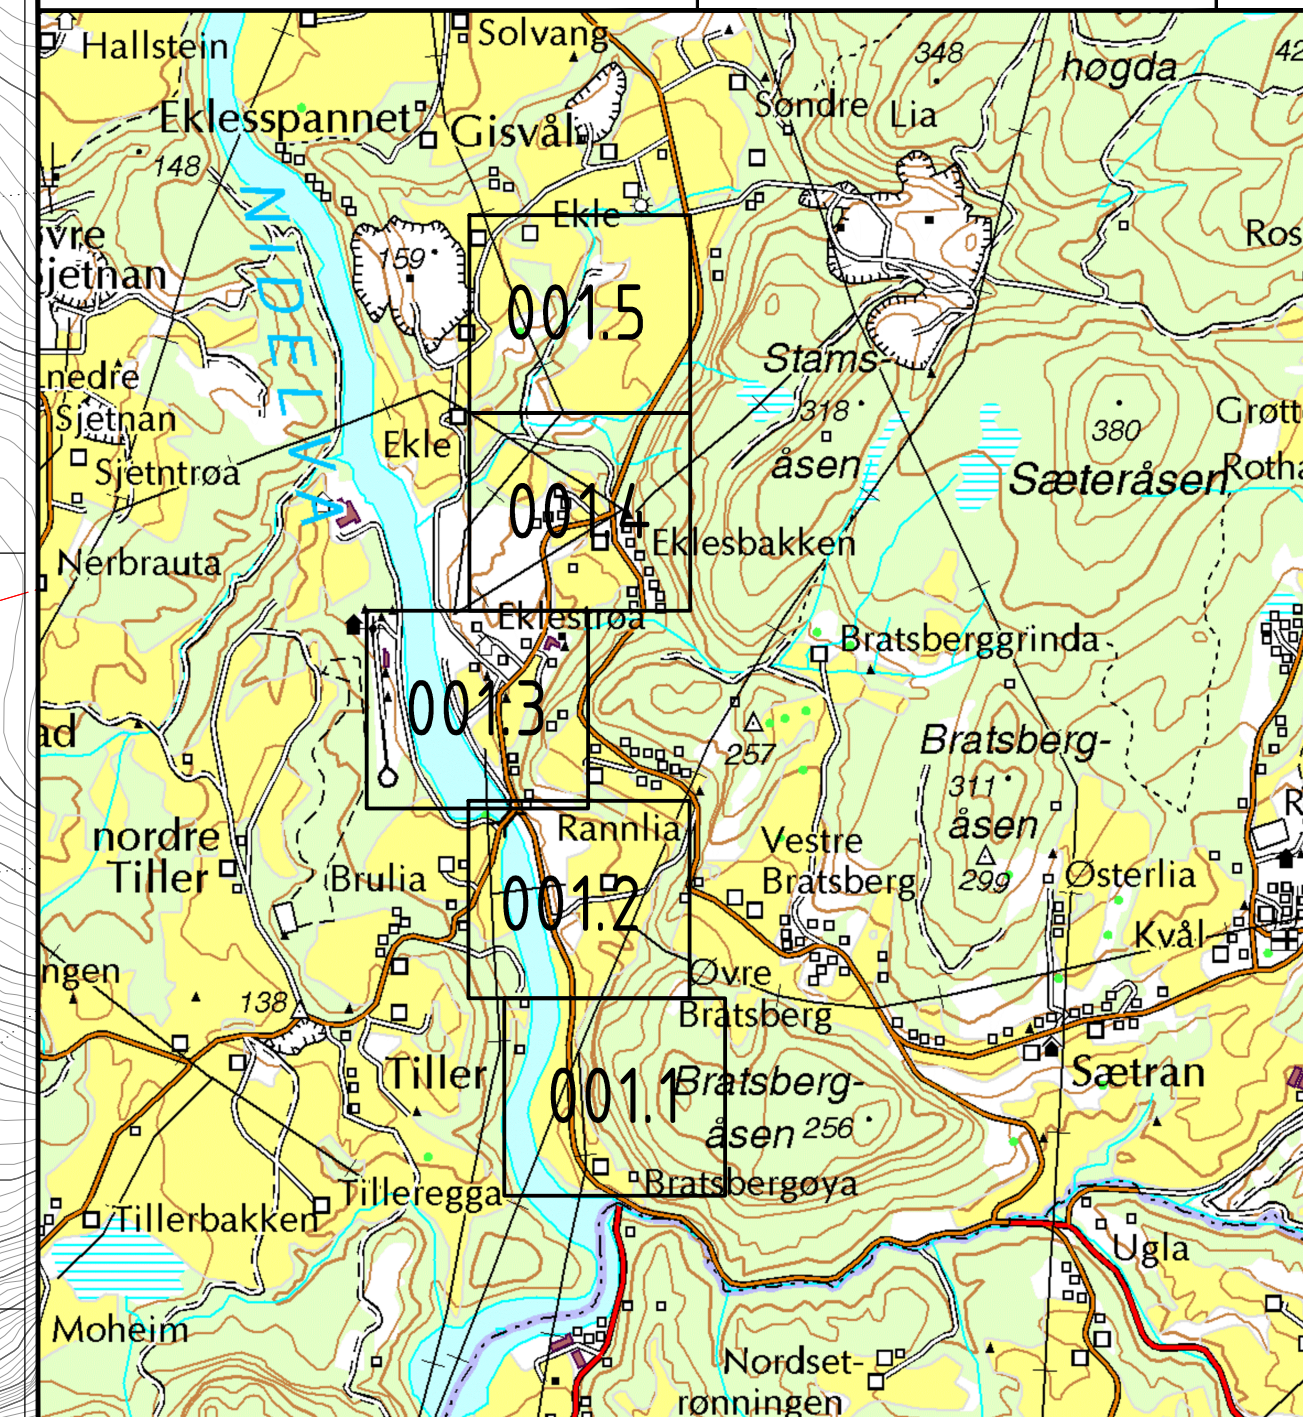 Hallstein
Solvang
348
høgda
42
Søndre Lia
Eklesspannet
Gisvål
148
NIDELVA
Ekle
øvre
Sjetnan
159
Ros
001.5
Stams-
åsen
318
nedre
Sjetnan
380
Grøtt
Ekle
Sjetntrøa
Sæteråsen
Rotha
001.4
Eklesbakken
Nerbrauta
Eklestrøa
Bratsberggrinda
001.3
ad
257
Bratsberg-
311
åsen
nordre
Tiller
Rannlia
Vestre
Bratsberg
R
299
Østerlia
Brulia
001.2
Kvål
ngen
Øvre
Bratsberg
138
Tiller
001.1
Bratsberg-
åsen 256
Sætran
Bratsbergøya
Tilleregga
Tillerbakken
Ugla
Moheim
Nordset-
rønningen